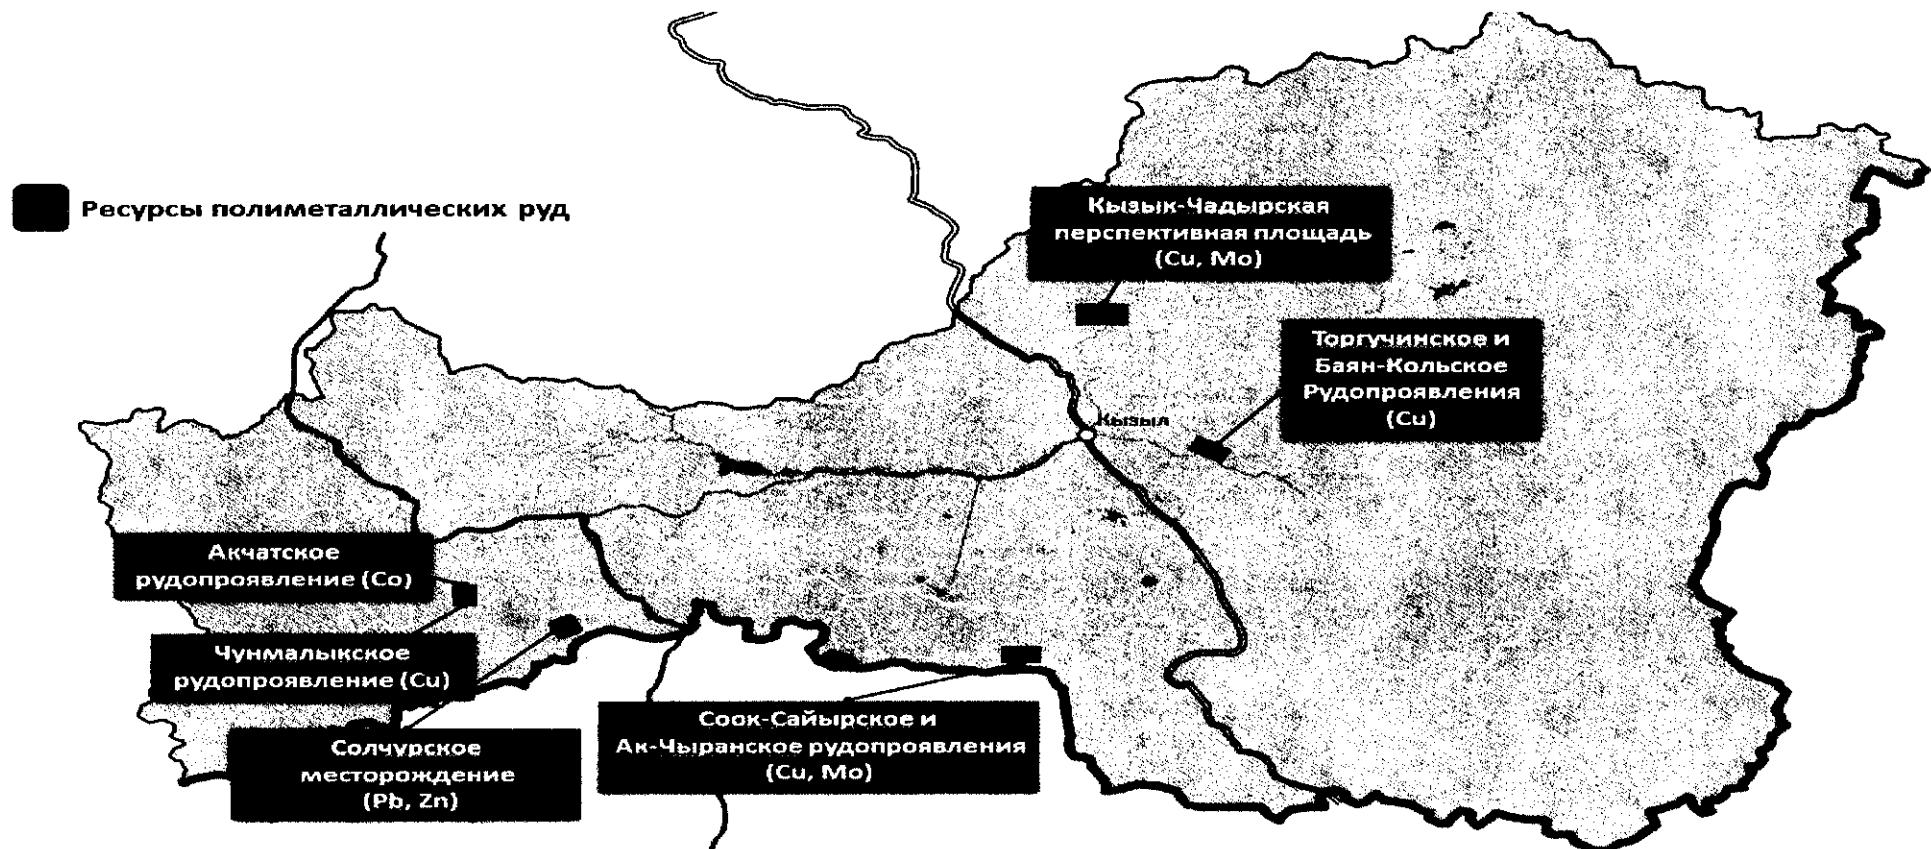 Ресурсы полиметаллических руд
Кызык-Чадырская
перспективная площадь
(Cu, Mo)
Торгучинское и
Баян-Кольское
Рудопроявления
(Cu)
Кызыл
Акчатское
рудопроявление (Co)
Чунмалыкское
рудопроявление (Cu)
Солчурское
месторождение
(Pb, Zn)
Соок-Сайырское и
Ак-Чыранское рудопроявления
(Cu, Mo)